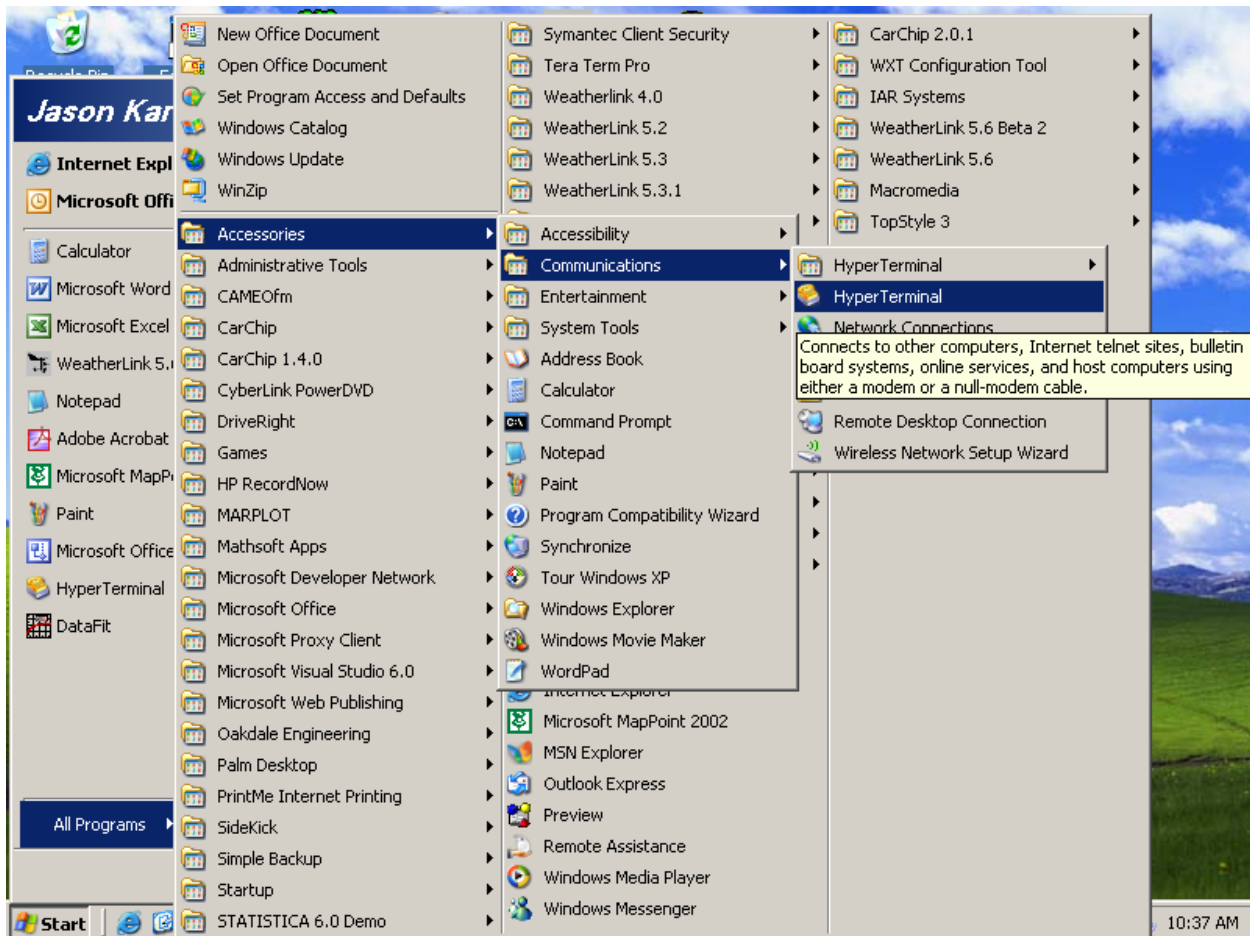 Jason Kar
Internet Expl
Microsoft Offi
Calculator
Microsoft Word
Microsoft Excel
WeatherLink 5.
Notepad
Adobe Acrobat
Microsoft MapP
Paint
Microsoft Office
HyperTerminal
DataFit
All Programs
Start
New Office Document
Open Office Document
Set Program Access and Defaults
Windows Catalog
Windows Update
WinZip
Accessories
Administrative Tools
CAMEOfm
CarChip
CarChip 1.4.0
CyberLink PowerDVD
DriveRight
Games
HP RecordNow
MARPLOT
Mathsoft Apps
Microsoft Developer Network
Microsoft Office
Microsoft Proxy Client
Microsoft Visual Studio 6.0
Microsoft Web Publishing
Oakdale Engineering
Palm Desktop
PrintMe Internet Printing
SideKick
Simple Backup
Startup
STATISTICA 6.0 Demo
Symantec Client Security
Tera Term Pro
Weatherlink 4.0
WeatherLink 5.2
WeatherLink 5.3
WeatherLink 5.3.1
Accessibility
Communications
Entertainment
System Tools
Address Book
Calculator
Command Prompt
Notepad
Paint
Program Compatibility Wizard
Synchronize
Tour Windows XP
Windows Explorer
Windows Movie Maker
WordPad
Internet Explorer
Microsoft MapPoint 2002
MSN Explorer
Outlook Express
Preview
Remote Assistance
Windows Media Player
Windows Messenger
CarChip 2.0.1
WXT Configuration Tool
IAR Systems
WeatherLink 5.6 Beta 2
WeatherLink 5.6
Macromedia
TopStyle 3
HyperTerminal
HyperTerminal
Network Connections
Connects to other computers, Internet telnet sites, bulletin
board systems, online services, and host computers using
either a modem or a null-modem cable.
Remote Desktop Connection
Wireless Network Setup Wizard
10:37 AM